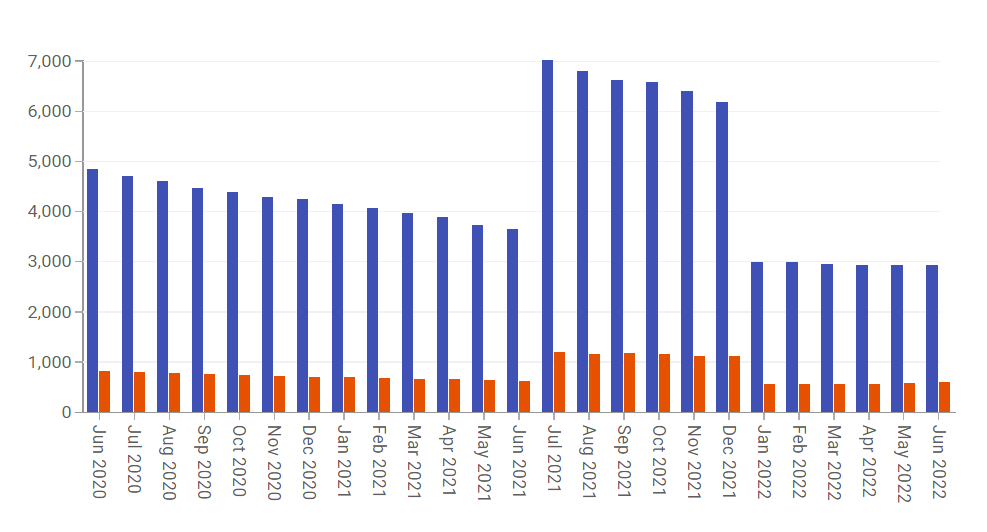 7,000
6,000
5,000
4,000
3,000
2,000
1,000
0
Jun 2020
Jul 2020
Aug 2020
Sep 2020
Oct 2020
Nov 2020
Dec 2020
Jan 2021
Feb 2021
Mar 2021
Apr 2021
May 2021
Jun 2021
Jul 2021
Aug 2021
Sep 2021
Oct 2021
Nov 2021
Dec 2021
Jan 2022
Feb 2022
Mar 2022
Apr 2022
May 2022
Jun 2022